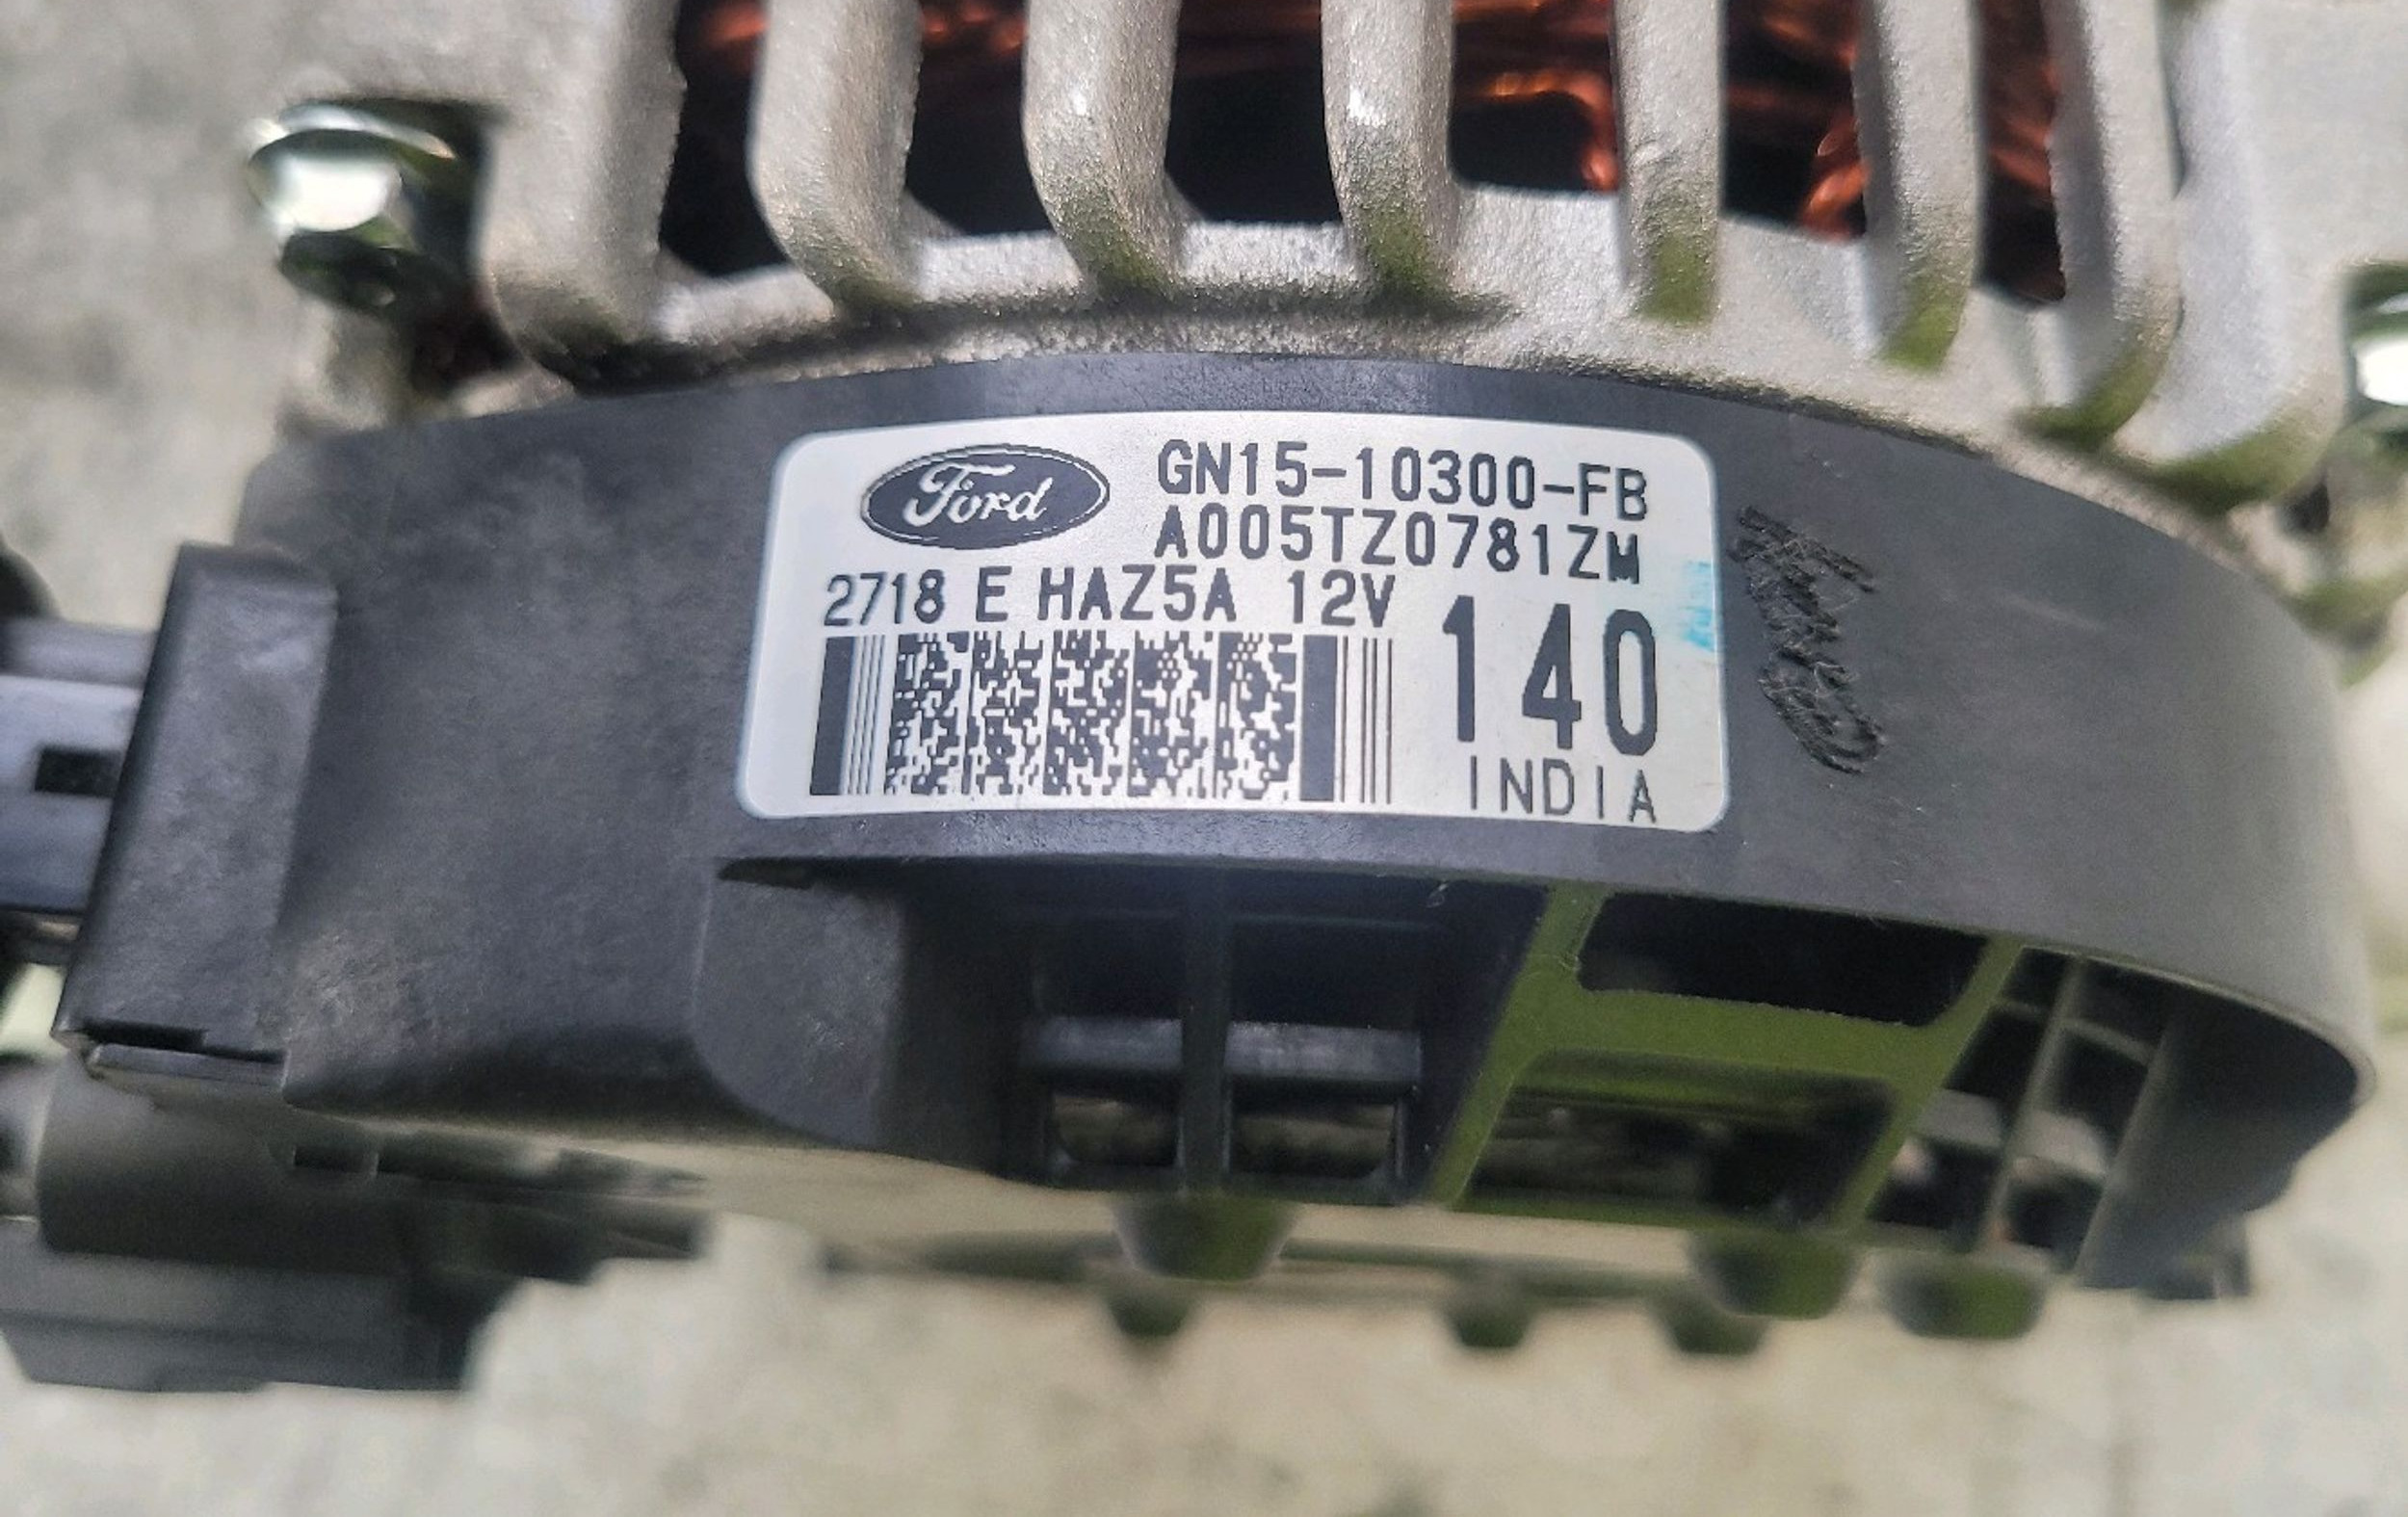 Ford GN15-10300-FB
A005TZ0781ZM
2718 E HAZ5A 12V
140
INDIA